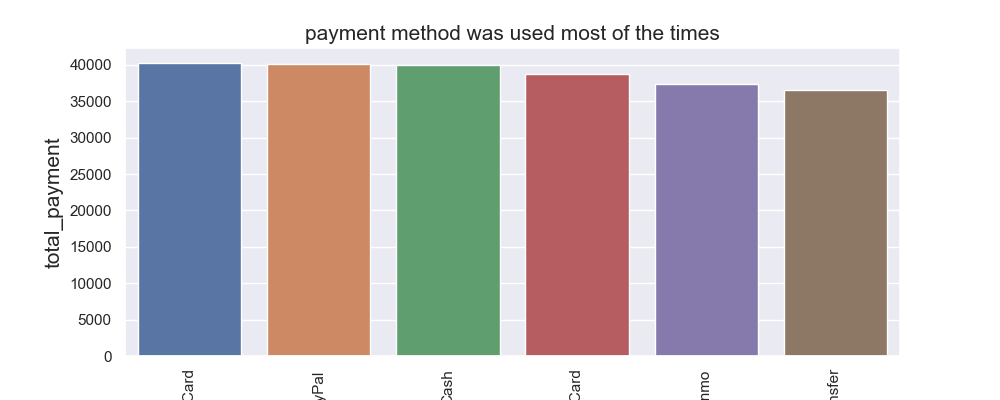 payment method was used most of the times
total_payment
40000
35000
30000
25000
20000
15000
10000
5000
0
Card
yPal
Cash
Card
nmo
nsfer